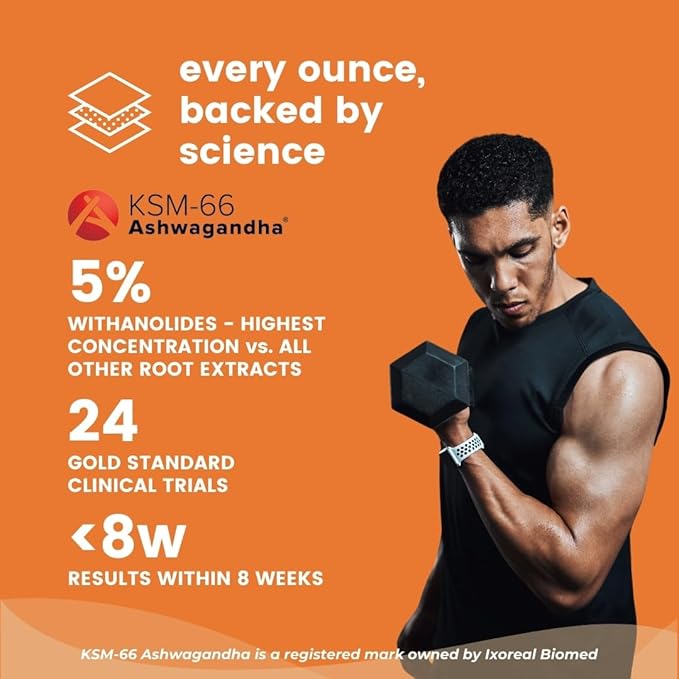 every ounce,
backed by
science
KSM-66
Ashwagandha®
5%
WITHANOLIDES - HIGHEST
CONCENTRATION vs. ALL
OTHER ROOT EXTRACTS
24
GOLD STANDARD
CLINICAL TRIALS
<8w
RESULTS WITHIN 8 WEEKS
KSM-66 Ashwagandha is a registered mark owned by Ixoreal Biomed